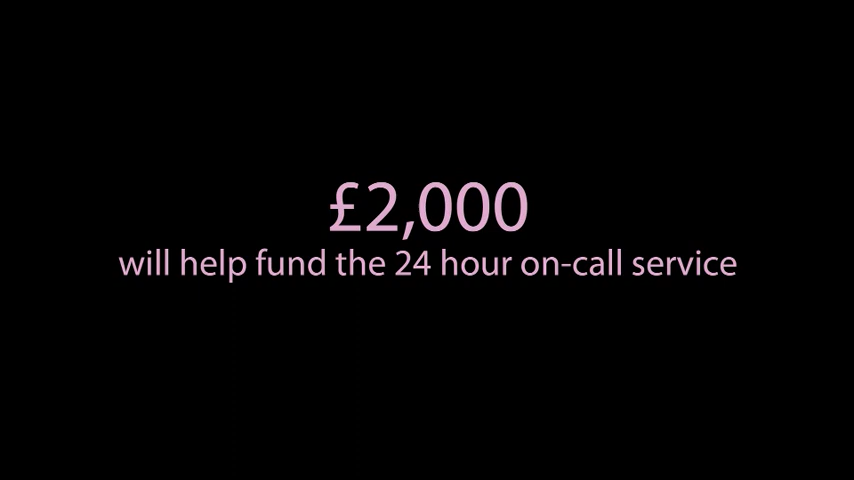 £2,000
will help fund the 24 hour on-call service